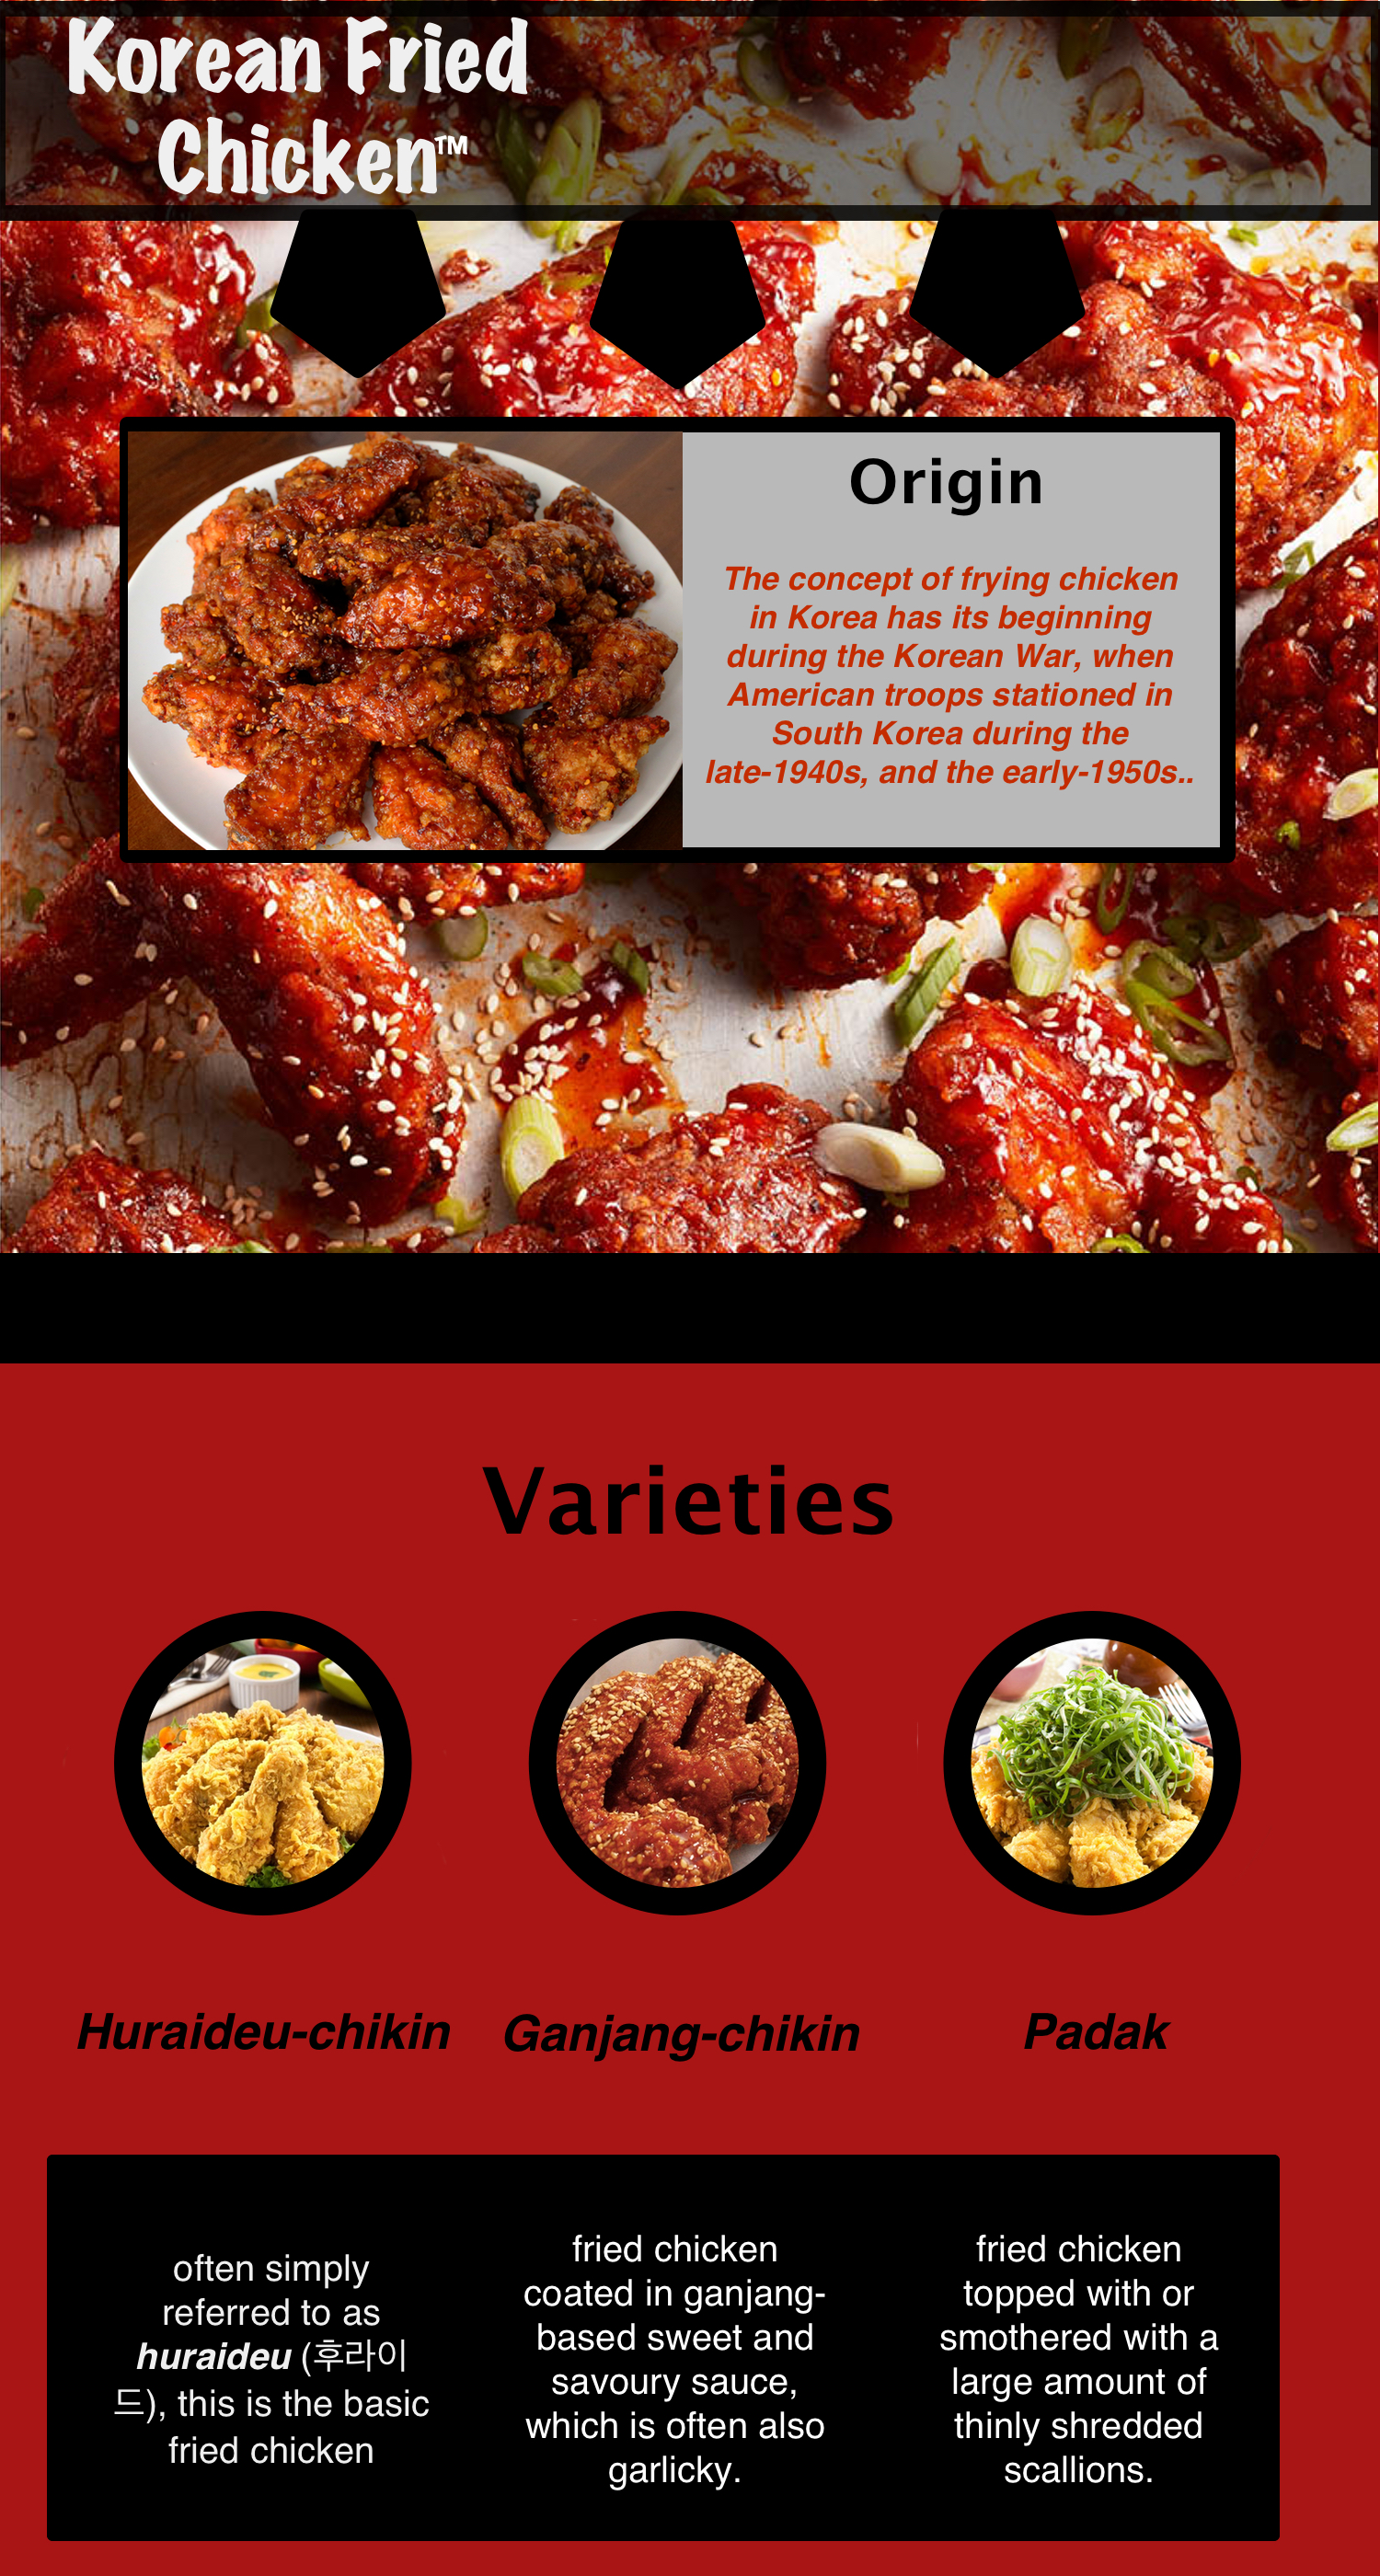 Korean Fried
Chicken™
Origin
The concept of frying chicken
in Korea has its beginning
during the Korean War, when
American troops stationed in
South Korea during the
late-1940s, and the early-1950s..
Varieties
Huraideu-chikin
Ganjang-chikin
Padak
often simply
referred to as
huraideu (후라이
드), this is the basic
fried chicken
fried chicken
coated in ganjang-
based sweet and
savoury sauce,
which is often also
garlicky.
fried chicken
topped with or
smothered with a
large amount of
thinly shredded
scallions.